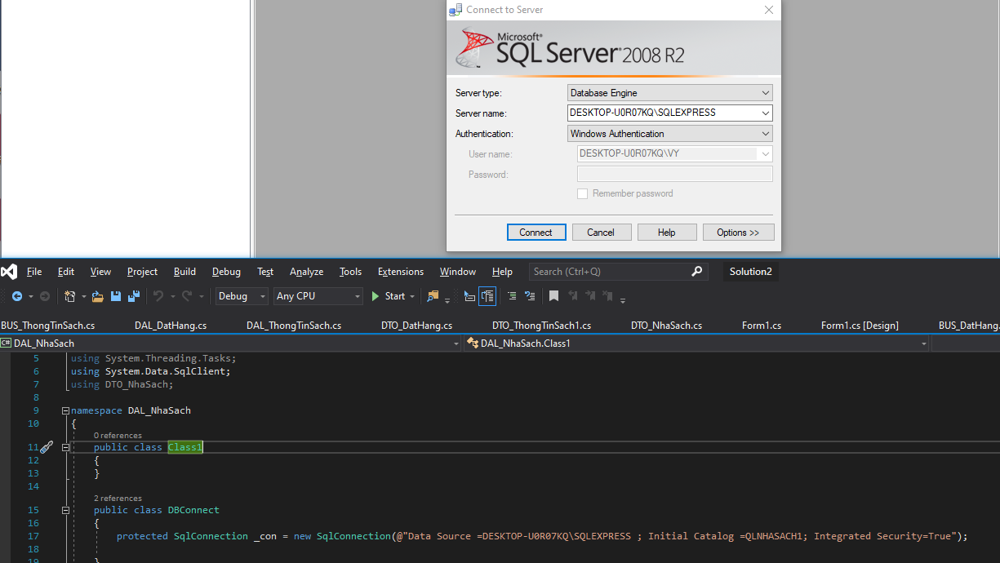 Connect to Server
Microsoft®
SQL Server® 2008 R2
Server type:
Database Engine
Server name:
DESKTOP-U0R07KQ\SQLEXPRESS
Authentication:
Windows Authentication
User name:
DESKTOP-U0R07KQ\VY
Password:
Remember password
Connect Cancel Help Options >>
File Edit View Project Build Debug Test Analyze Tools Extensions Window Help Search (Ctrl+Q) Solution2
Debug Any CPU Start
BUS_ThongTinSach.cs DAL_DatHang.cs DAL_ThongTinSach.cs DTO_DatHang.cs DTO_ThongTinSach1.cs DTO_NhaSach.cs Form1.cs Form1.cs [Design] BUS_DatHang.
C# DAL_NhaSach DAL_NhaSach.Class1
5 using System.Threading.Tasks;
6 using System.Data.SqlClient;
7 using DTO_NhaSach;
8
9 namespace DAL_NhaSach
10 {
0 references
11 public class Class1
12 {
13 }
14
2 references
15 public class DBConnect
16 {
17 protected SqlConnection _con = new SqlConnection(@"Data Source =DESKTOP-U0R07KQ\SQLEXPRESS ; Initial Catalog =QLNHASACH1; Integrated Security=True");
18
19 }